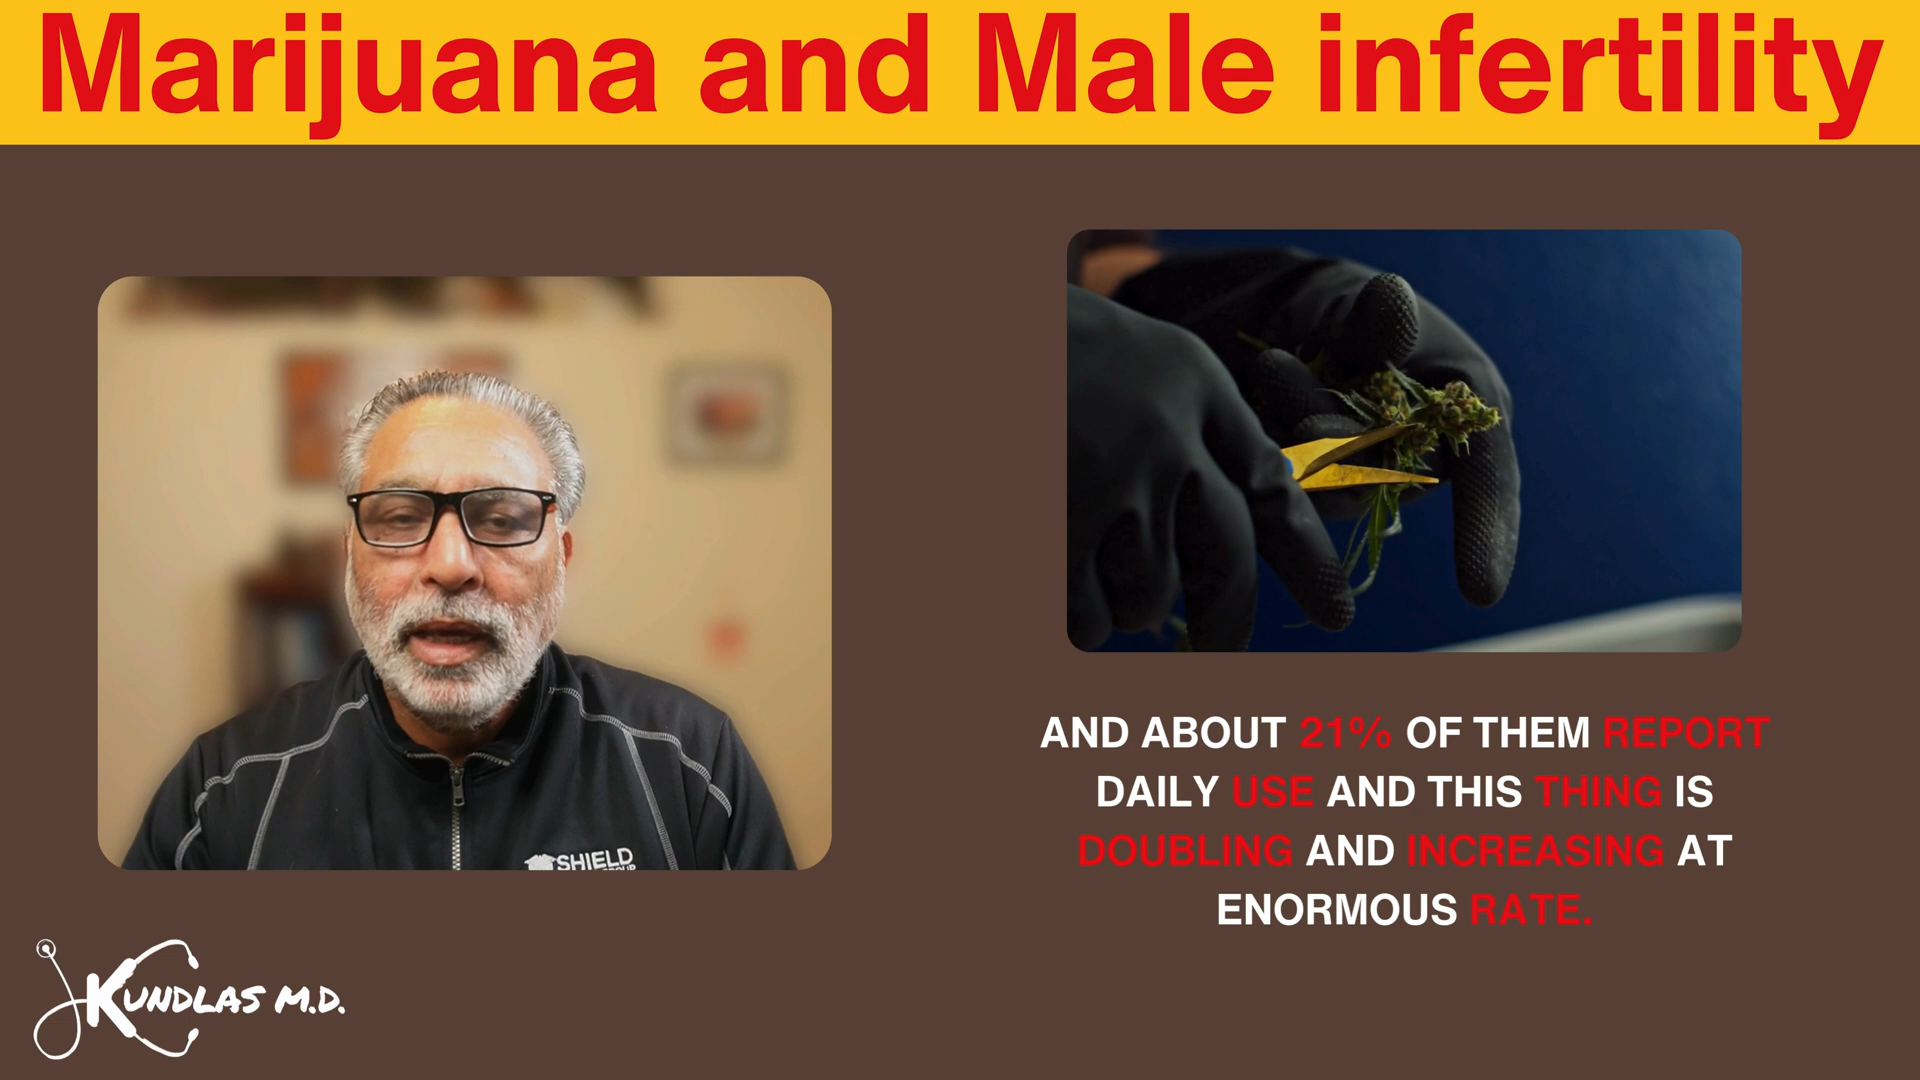 Marijuana and Male infertility
SHIELD
AND ABOUT 21% OF THEM REPORT
DAILY USE AND THIS THING IS
DOUBLING AND INCREASING AT
ENORMOUS RATE.
KUNDLAS M.D.